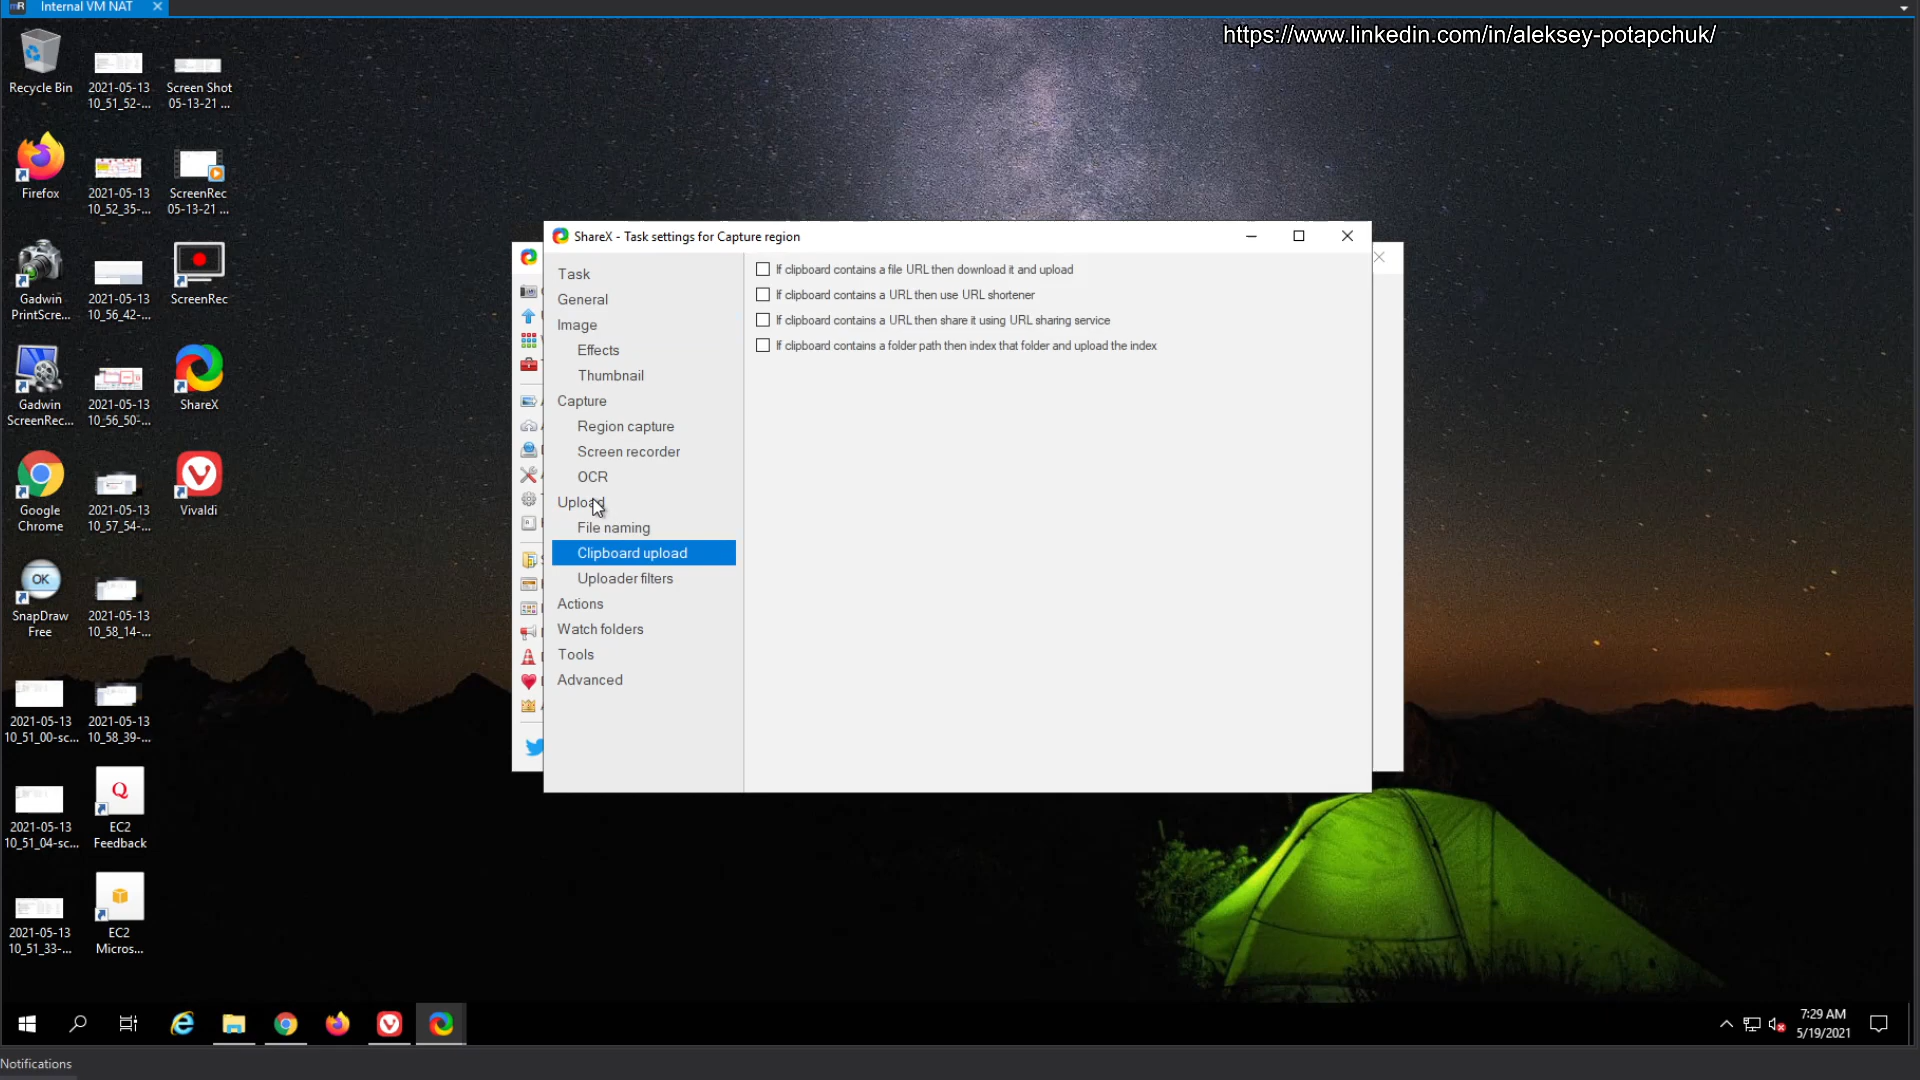 Internal VM NAT
https://www.linkedin.com/in/aleksey-potapchuk/
Recycle Bin
2021-05-13
10_51_52-...
Screen Shot
05-13-21 ...
Firefox
2021-05-13
10_52_35-...
ScreenRec
05-13-21 ...
Gadwin
PrintScre...
2021-05-13
10_56_42-...
ScreenRec
Gadwin
ScreenRec...
2021-05-13
10_56_50-...
ShareX
Google
Chrome
2021-05-13
10_57_54-...
Vivaldi
OK
SnapDraw
Free
2021-05-13
10_58_14-...
2021-05-13
10_51_00-sc...
2021-05-13
10_58_39-...
2021-05-13
10_51_04-sc...
EC2
Feedback
2021-05-13
10_51_33-...
EC2
Micros...
ShareX - Task settings for Capture region
Task
General
Image
Effects
Thumbnail
Capture
Region capture
Screen recorder
OCR
Upload
File naming
Clipboard upload
Uploader filters
Actions
Watch folders
Tools
Advanced
If clipboard contains a file URL then download it and upload
If clipboard contains a URL then use URL shortener
If clipboard contains a URL then share it using URL sharing service
If clipboard contains a folder path then index that folder and upload the index
7:29 AM
5/19/2021
Notifications